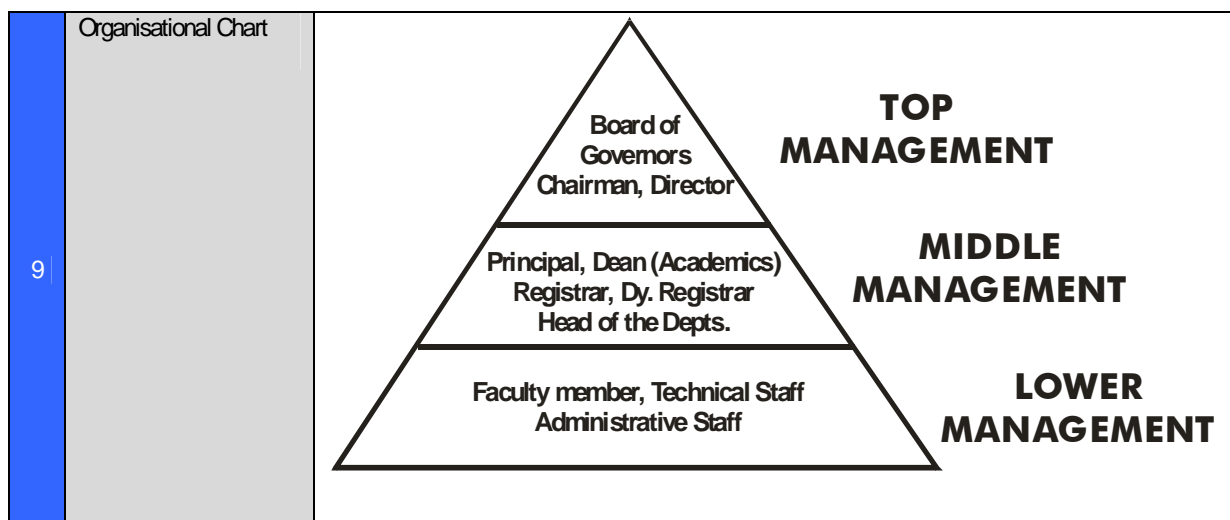 9
Organisational Chart
Board of
Governors
Chairman, Director
TOP
MANAGEMENT
Principal, Dean (Academics)
Registrar, Dy. Registrar
Head of the Depts.
MIDDLE
MANAGEMENT
Faculty member, Technical Staff
Administrative Staff
LOWER
MANAGEMENT